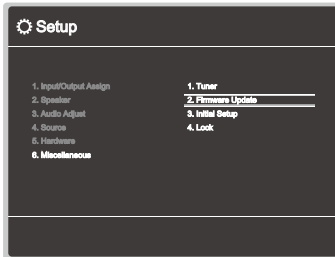 Setup
1. Input/Output Assign
2. Speaker
3. Audio Adjust
4. Source
5. Hardware
6. Miscellaneous
1. Tuner
2. Firmware Update
3. Initial Setup
4. Lock